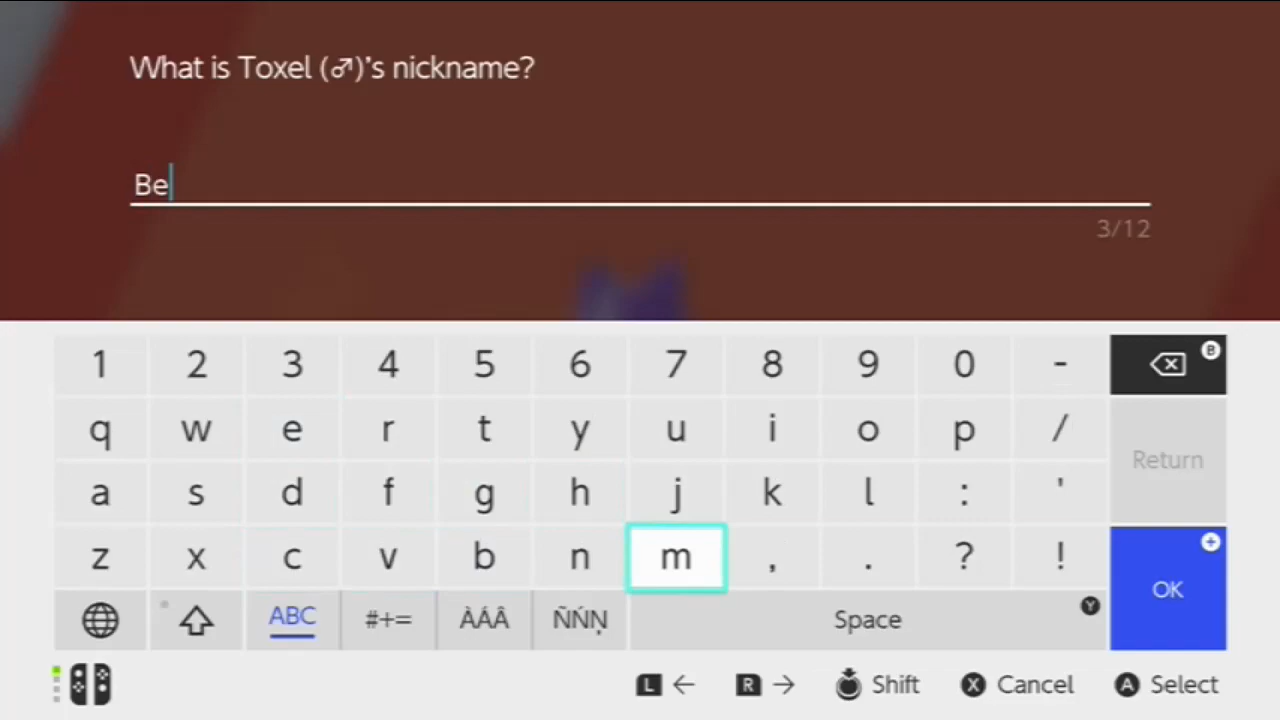 What is Toxel (♂)'s nickname?
Be
3/12
1 2 3 4 5 6 7 8 9 0 - B
q w e r t y u i o p /
Return
a s d f g h j k l : '
z x c v b n m , . ? ! +
OK
ABC #+= ÀÁÂ ÑŃṆ Space Y
L ← R → Shift X Cancel A Select